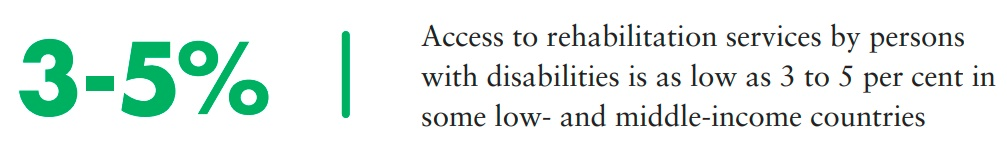 3-5%
Access to rehabilitation services by persons
with disabilities is as low as 3 to 5 per cent in
some low- and middle-income countries